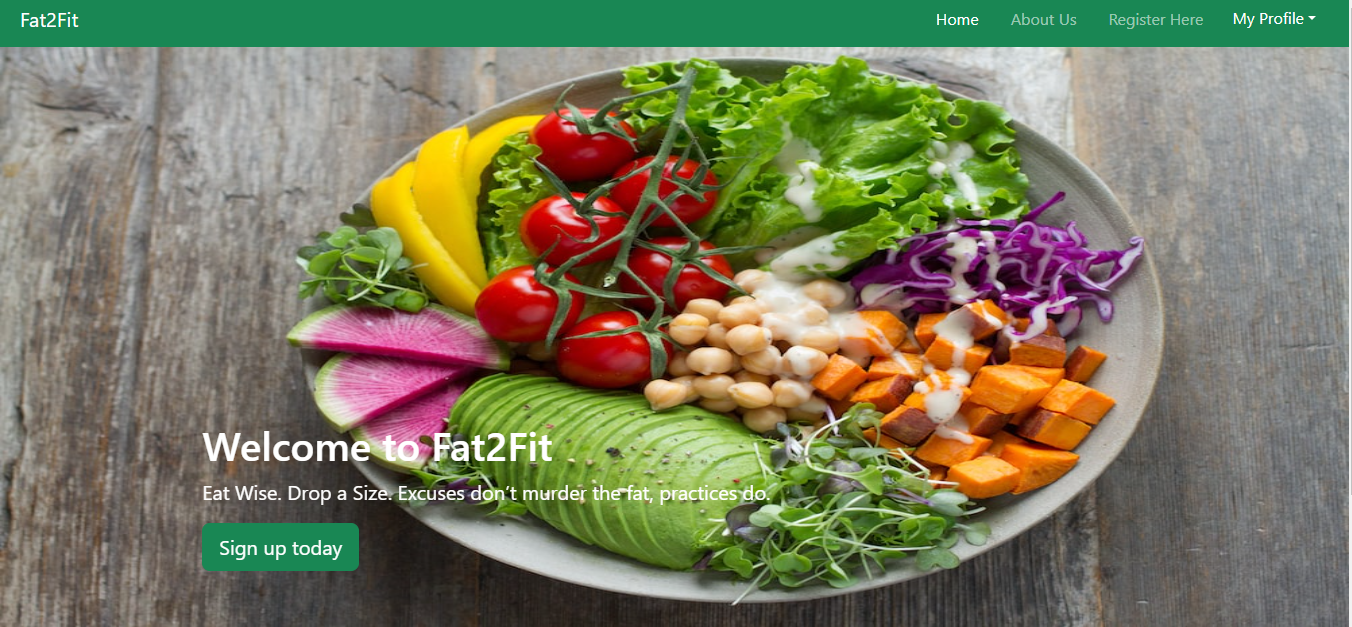 Fat2Fit
Home
About Us
Register Here
My Profile
Welcome to Fat2Fit
Eat Wise. Drop a Size. Excuses don’t murder the fat, practices do.
Sign up today